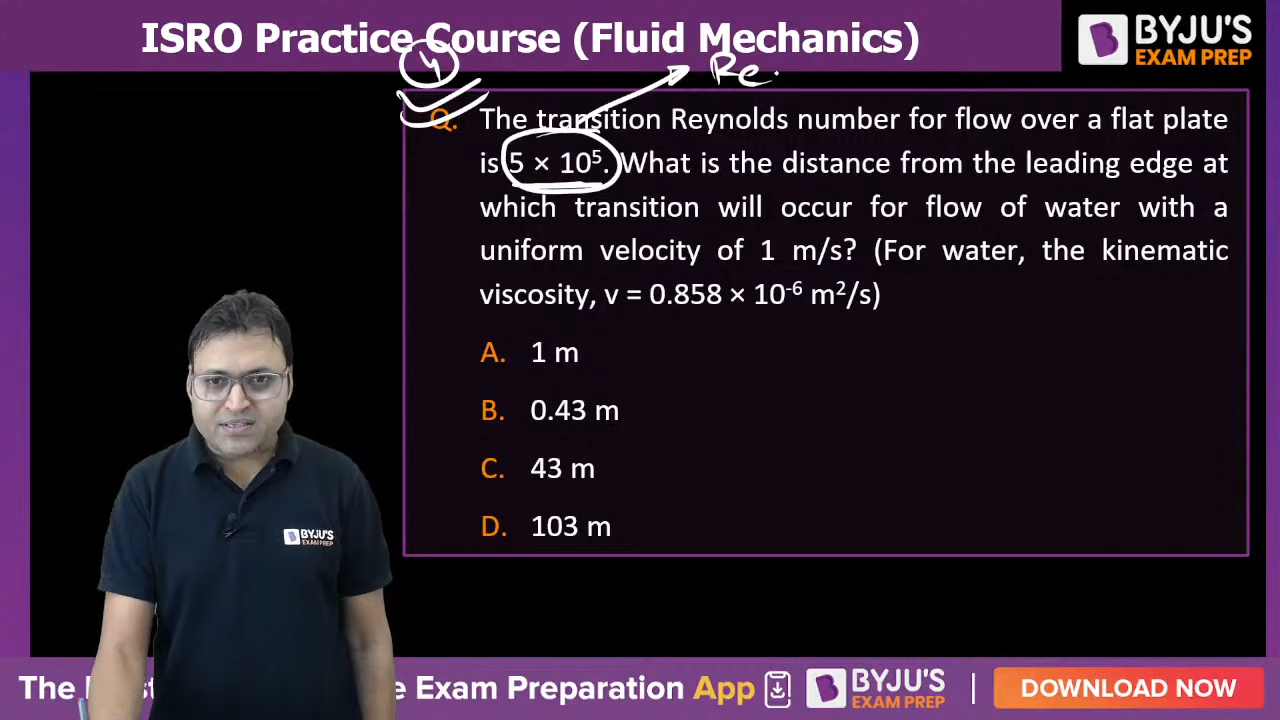 ISRO Practice Course (Fluid Mechanics)
BYJU'S
EXAM PREP
4
Re.
Q. The transition Reynolds number for flow over a flat plate
is 5 × 10⁵. What is the distance from the leading edge at
which transition will occur for flow of water with a
uniform velocity of 1 m/s? (For water, the kinematic
viscosity, v = 0.858 × 10⁻⁶ m²/s)
A. 1 m
B. 0.43 m
C. 43 m
D. 103 m
BYJU'S
EXAM PREP
The e Exam Preparation App
BYJU'S
EXAM PREP
DOWNLOAD NOW